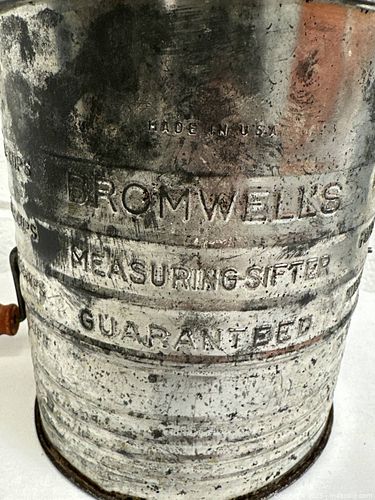 MADE IN U.S.A.
BROMWELL'S
MEASURING-SIFTER
GUARANTEED